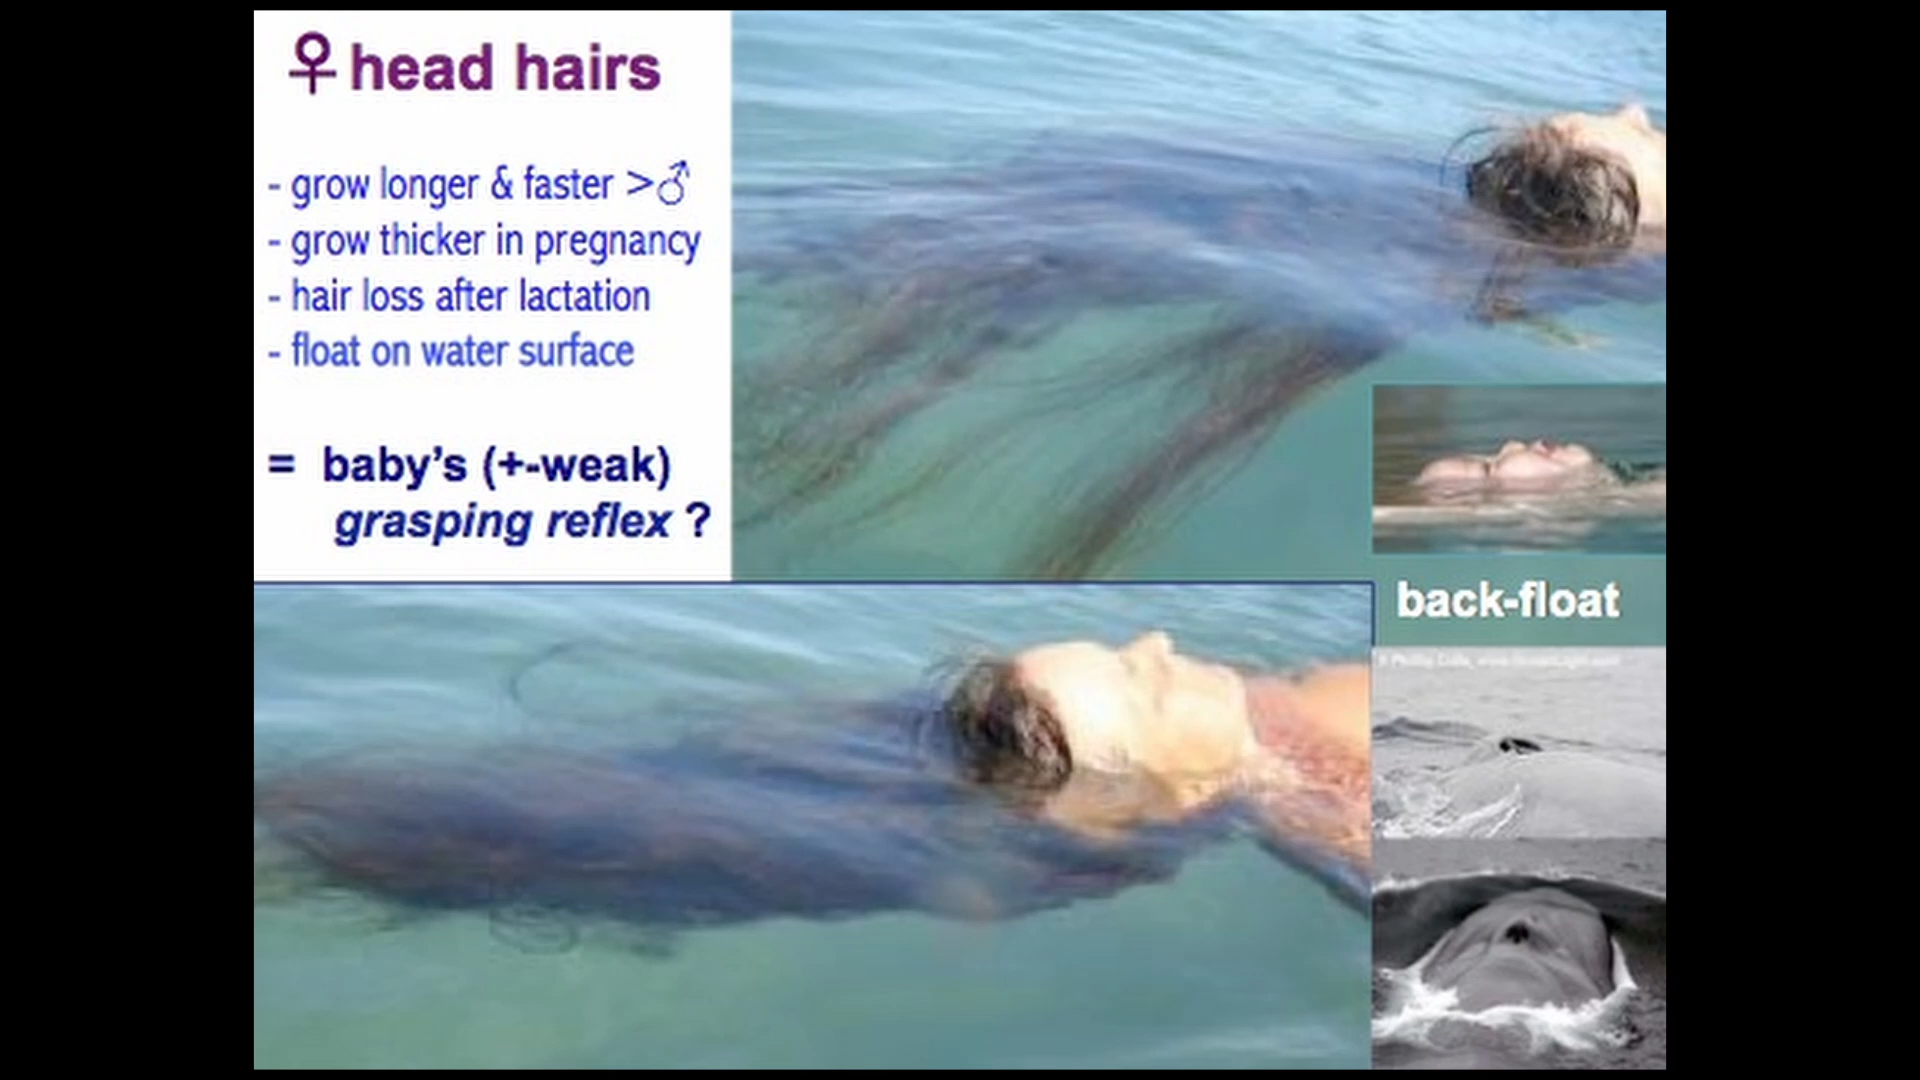 ♀ head hairs
- grow longer & faster >♂
- grow thicker in pregnancy
- hair loss after lactation
- float on water surface
= baby's (+-weak)
grasping reflex ?
back-float